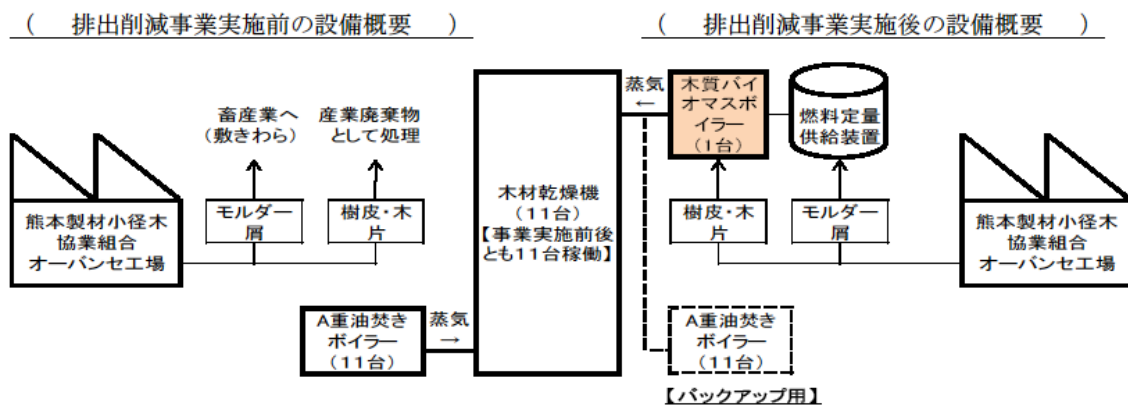 （　排出削減事業実施前の設備概要　）
（　排出削減事業実施後の設備概要　）
畜産業へ
（敷きわら）
産業廃棄物
として処理
熊本製材小径木
協業組合
オーバンセ工場
モルダー
屑
樹皮・木
片
A重油焚き
ボイラー
（11台）
蒸気
→
木材乾燥機
（11台）
【事業実施前後
とも11台稼働】
蒸気
←
木質バイ
オマスボ
イラー
（1台）
燃料定量
供給装置
樹皮・木
片
モルダー
屑
熊本製材小径木
協業組合
オーバンセ工場
A重油焚き
ボイラー
（11台）
【バックアップ用】